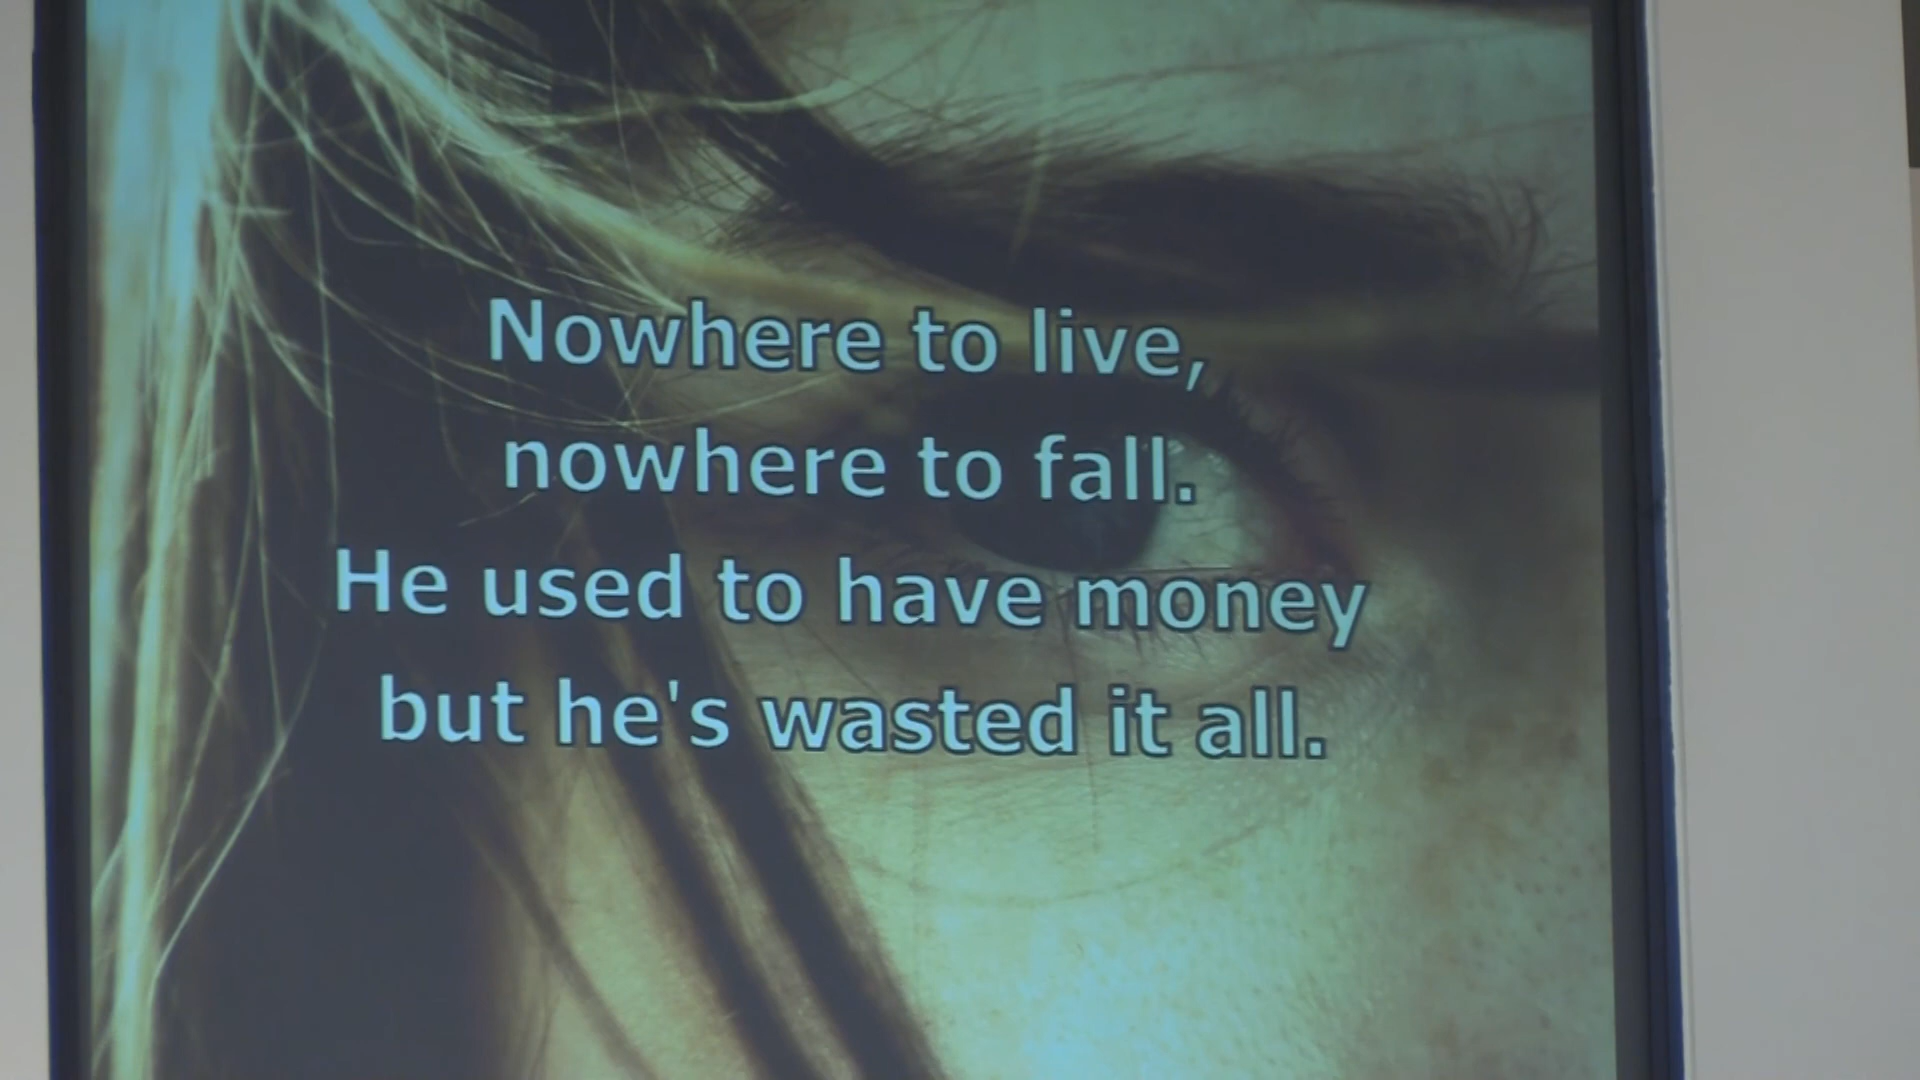 Nowhere to live,
nowhere to fall.
He used to have money
but he's wasted it all.